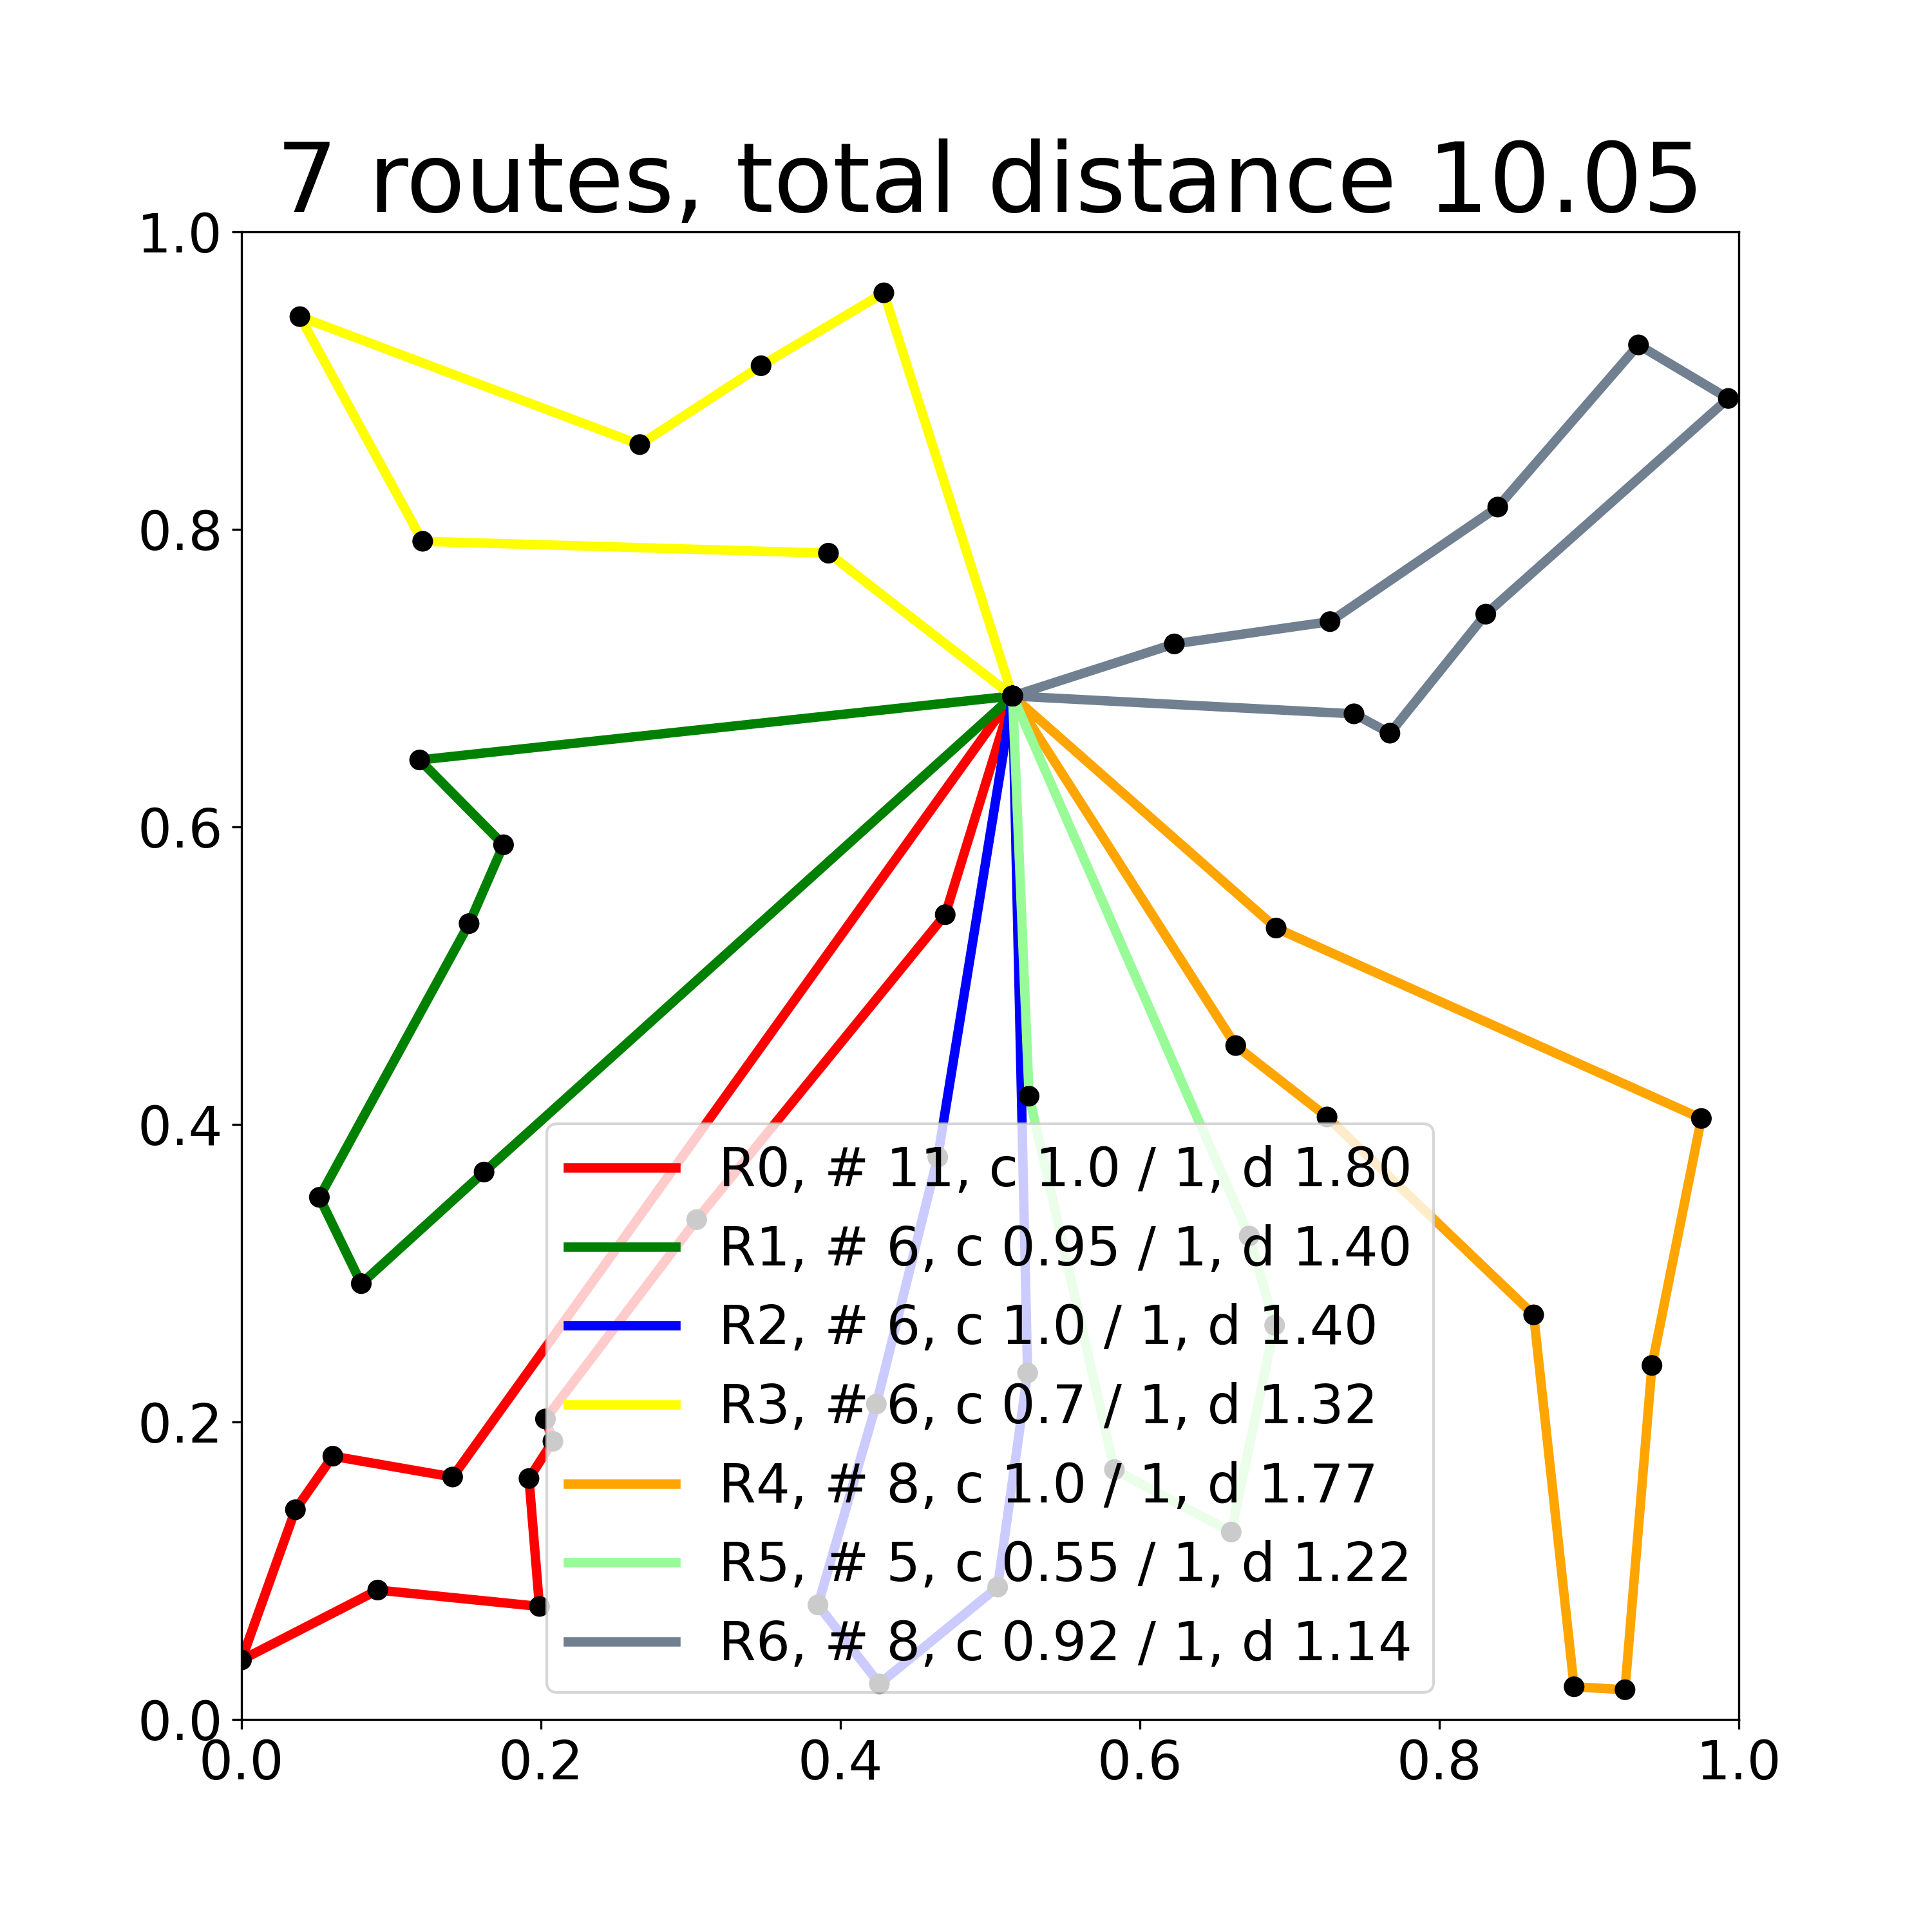 7 routes, total distance 10.05
1.0
0.8
0.6
0.4
0.2
0.0
R0, # 11, c 1.0 / 1, d 1.80
R1, # 6, c 0.95 / 1, d 1.40
R2, # 6, c 1.0 / 1, d 1.40
R3, # 6, c 0.7 / 1, d 1.32
R4, # 8, c 1.0 / 1, d 1.77
R5, # 5, c 0.55 / 1, d 1.22
R6, # 8, c 0.92 / 1, d 1.14
0.0 0.2 0.4 0.6 0.8 1.0